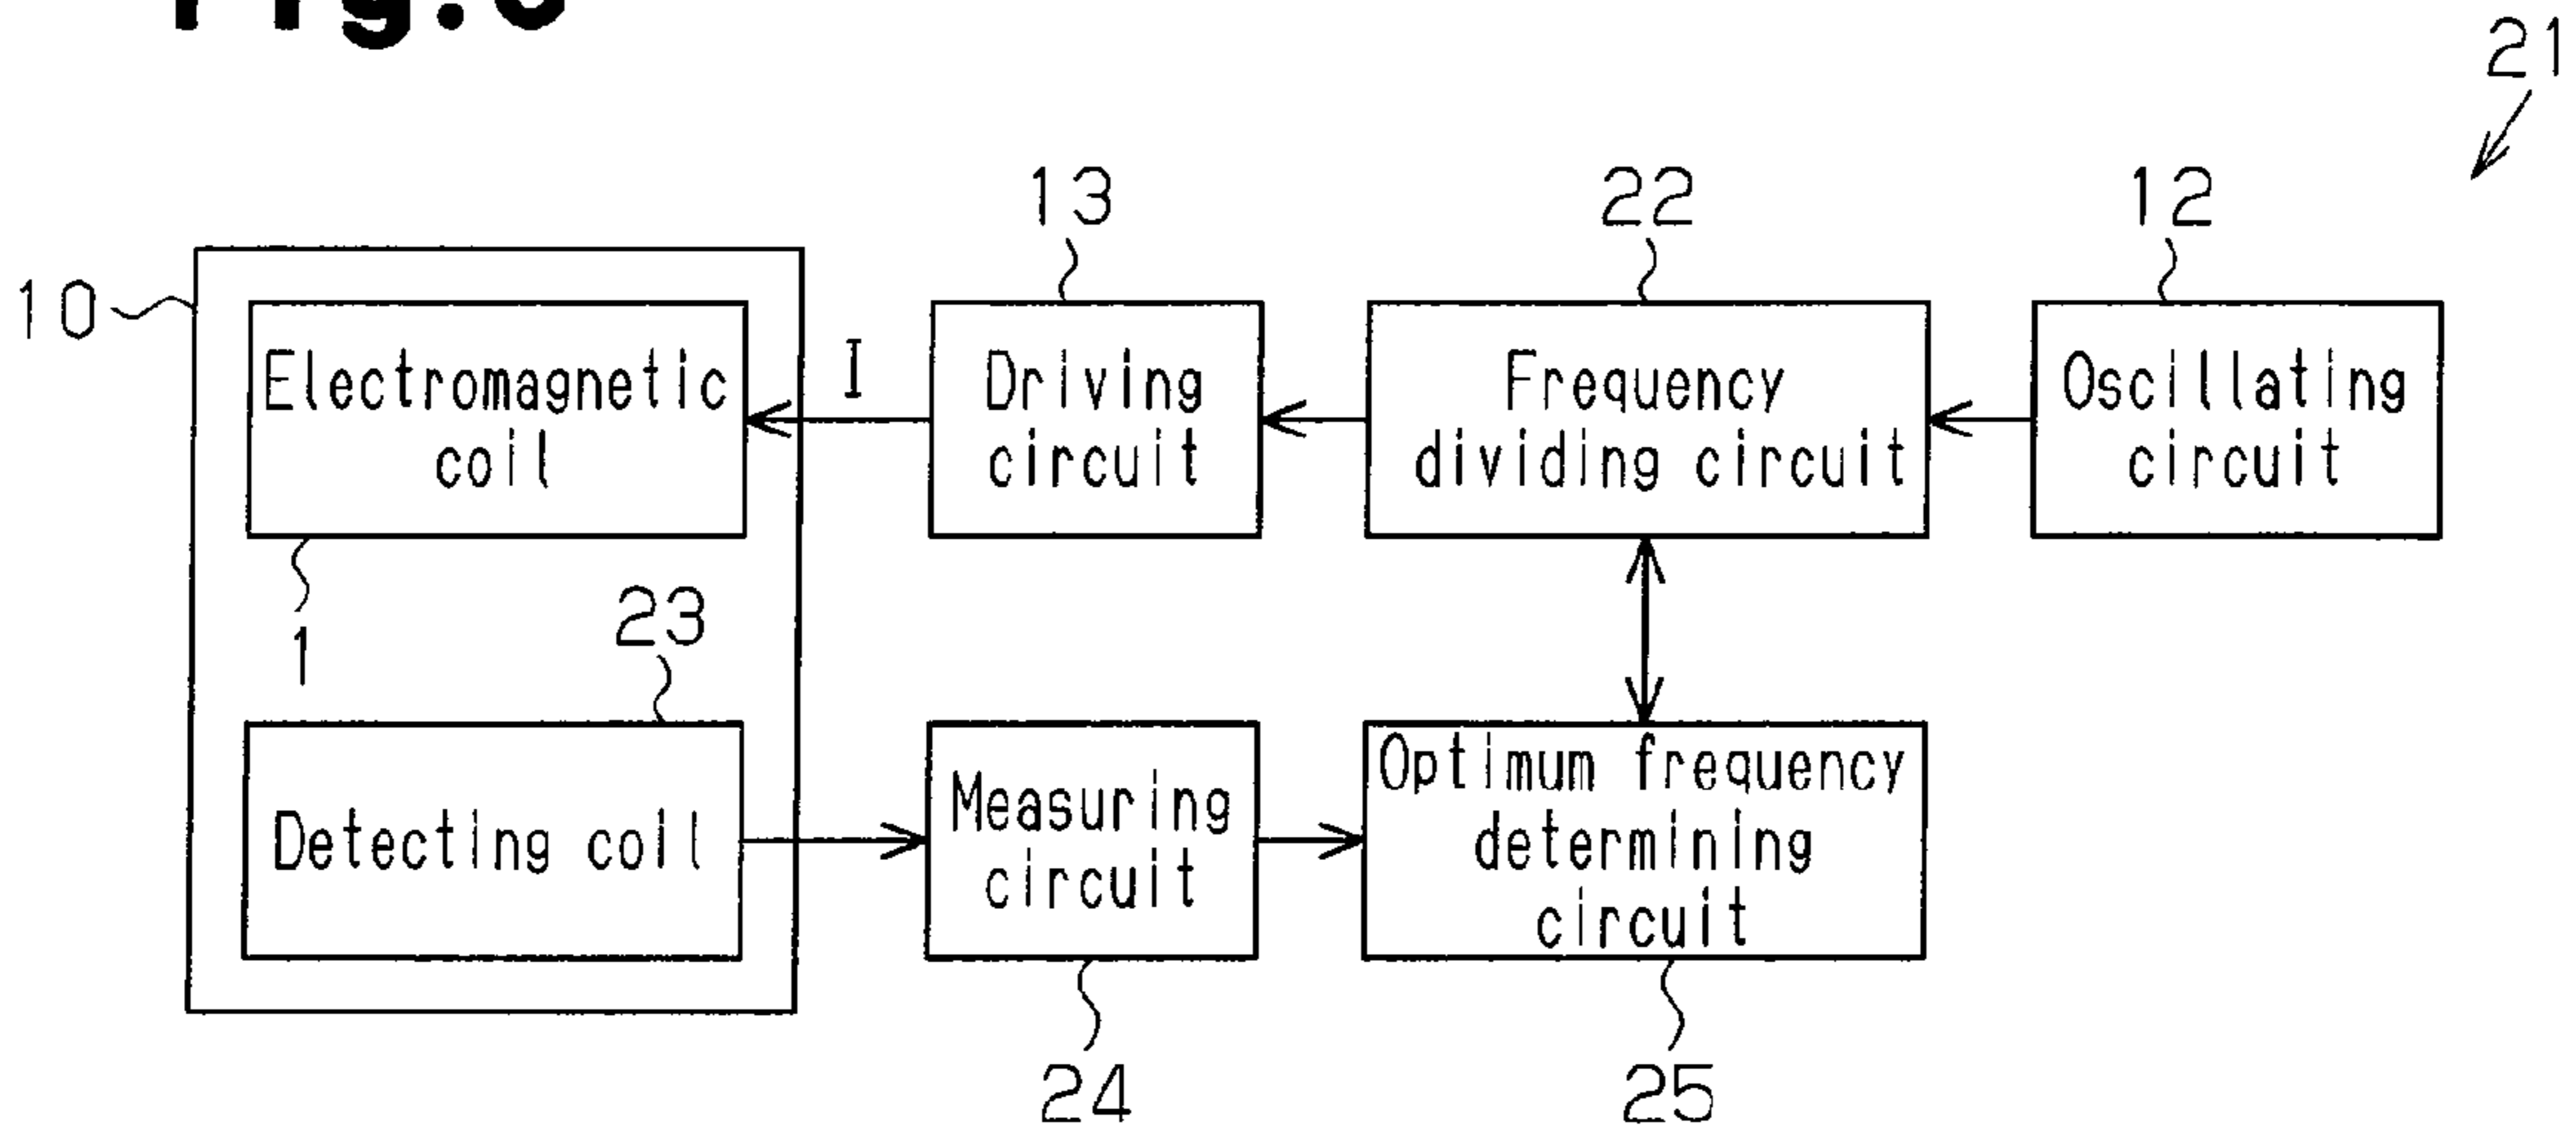 21
13
22
12
10
Electromagnetic
coil
I
Driving
circuit
Frequency
dividing circuit
Oscillating
circuit
1
23
Detecting coil
Measuring
circuit
Optimum frequency
determining
circuit
24
25